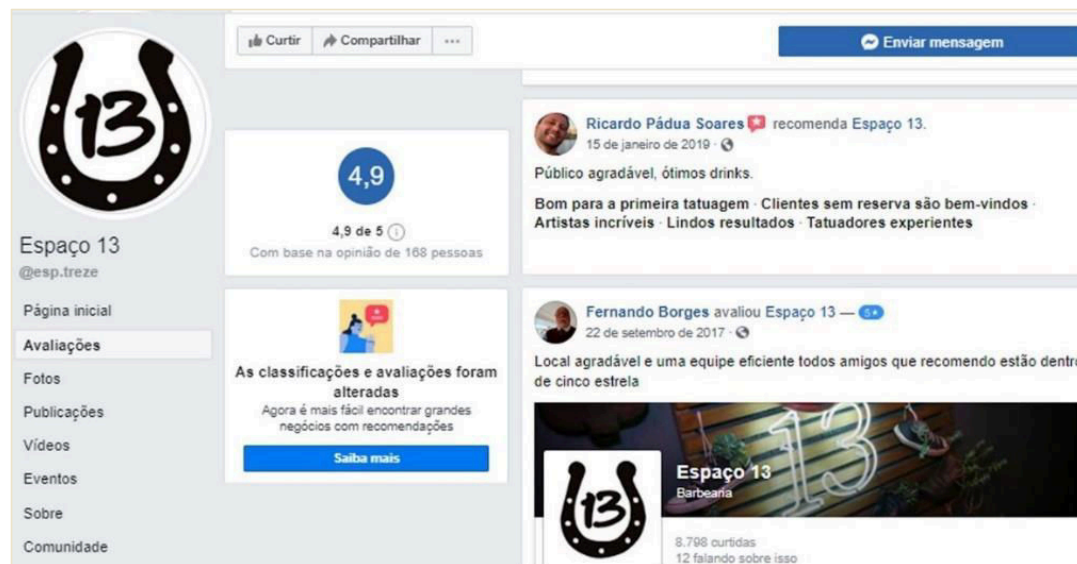 13
Espaço 13
@esp.treze
Página inicial
Avaliações
Fotos
Publicações
Vídeos
Eventos
Sobre
Comunidade
Curtir
Compartilhar
...
Enviar mensagem
4,9
4,9 de 5
Com base na opinião de 168 pessoas
As classificações e avaliações foram
alteradas
Agora é mais fácil encontrar grandes
negócios com recomendações
Saiba mais
Ricardo Pádua Soares recomenda Espaço 13.
15 de janeiro de 2019 ·
Público agradável, ótimos drinks.
Bom para a primeira tatuagem · Clientes sem reserva são bem-vindos ·
Artistas incríveis · Lindos resultados · Tatuadores experientes
Fernando Borges avaliou Espaço 13 — 5★
22 de setembro de 2017 ·
Local agradável e uma equipe eficiente todos amigos que recomendo estão dentro
de cinco estrela
13
Espaço 13
Barbearia
13
8.798 curtidas
12 falando sobre isso